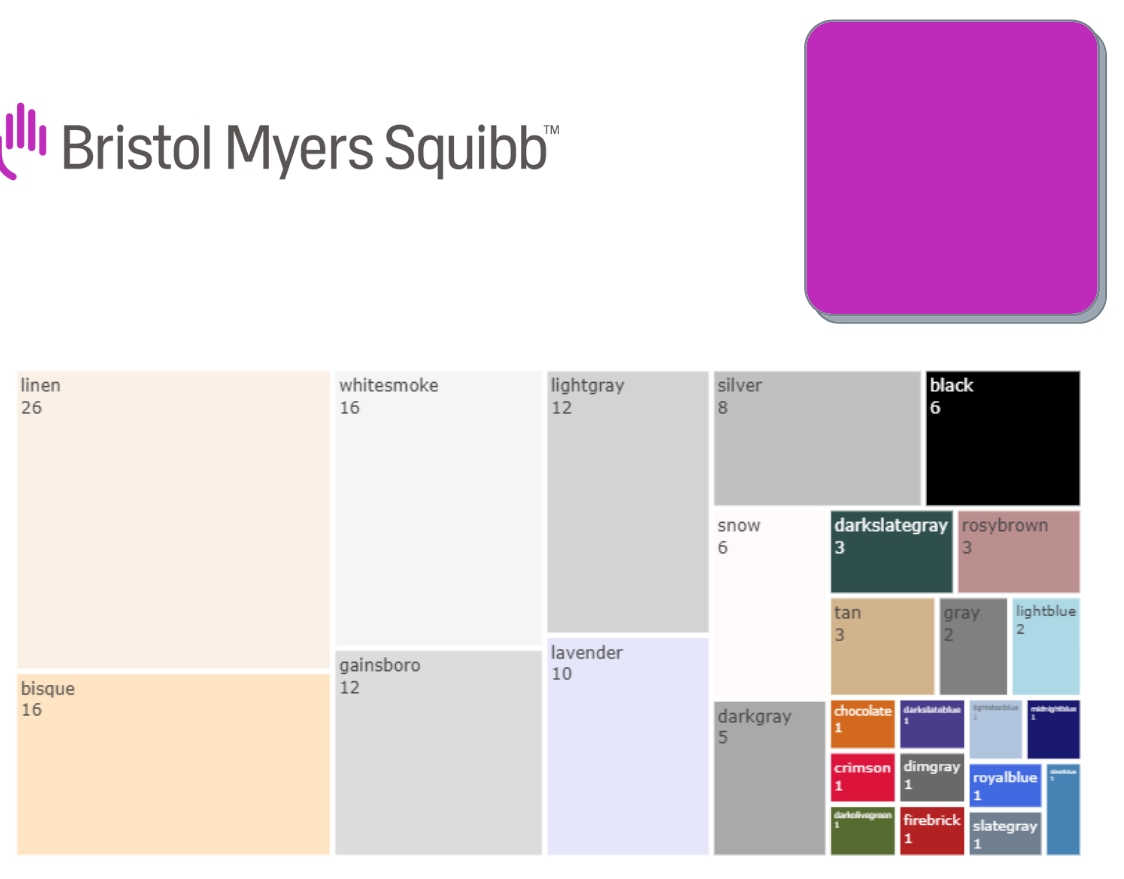 Bristol Myers Squibb™
linen
26
whitesmoke
16
lightgray
12
silver
8
black
6
snow
6
darkslategray
3
rosybrown
3
tan
3
gray
2
lightblue
2
gainsboro
12
lavender
10
bisque
16
darkgray
5
chocolate
1
darkslateblue
1
lightsteelblue
1
midnightblue
1
crimson
1
dimgray
1
royalblue
1
steelblue
1
darkolivegreen
1
firebrick
1
slategray
1